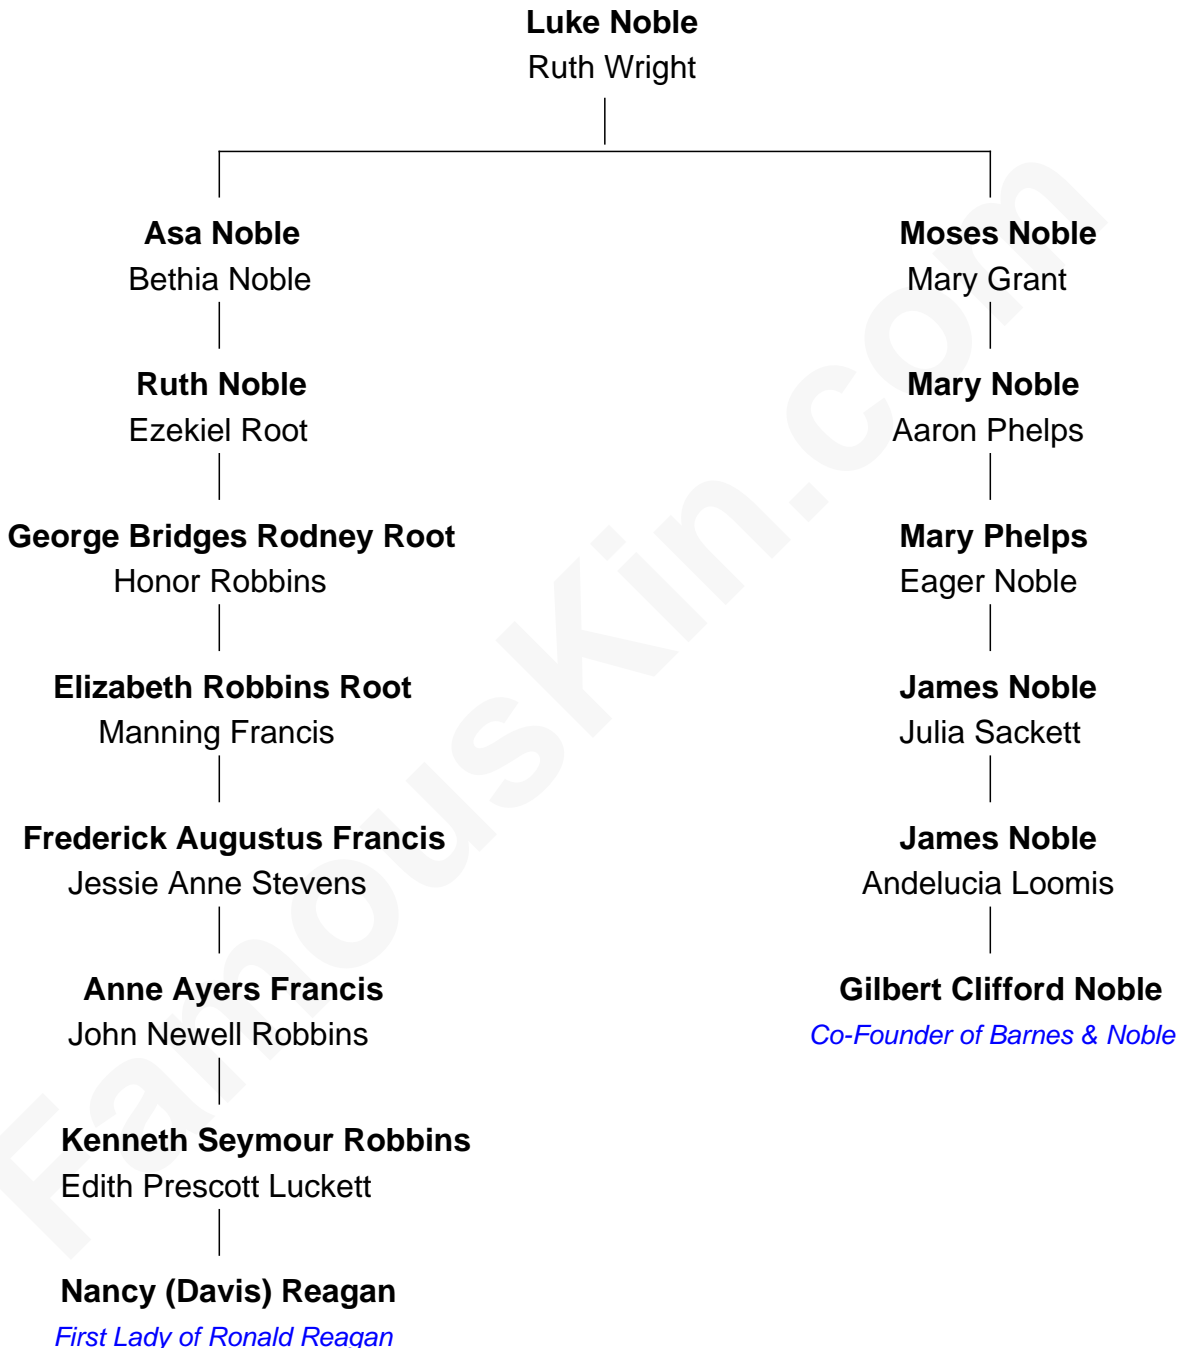 Luke Noble
Ruth Wright
Asa Noble
Bethia Noble
Moses Noble
Mary Grant
Ruth Noble
Ezekiel Root
Mary Noble
Aaron Phelps
George Bridges Rodney Root
Honor Robbins
Mary Phelps
Eager Noble
Elizabeth Robbins Root
Manning Francis
James Noble
Julia Sackett
Frederick Augustus Francis
Jessie Anne Stevens
James Noble
Andelucia Loomis
Anne Ayers Francis
John Newell Robbins
Gilbert Clifford Noble
Co-Founder of Barnes & Noble
Kenneth Seymour Robbins
Edith Prescott Luckett
Nancy (Davis) Reagan
First Lady of Ronald Reagan
FamousKin.com